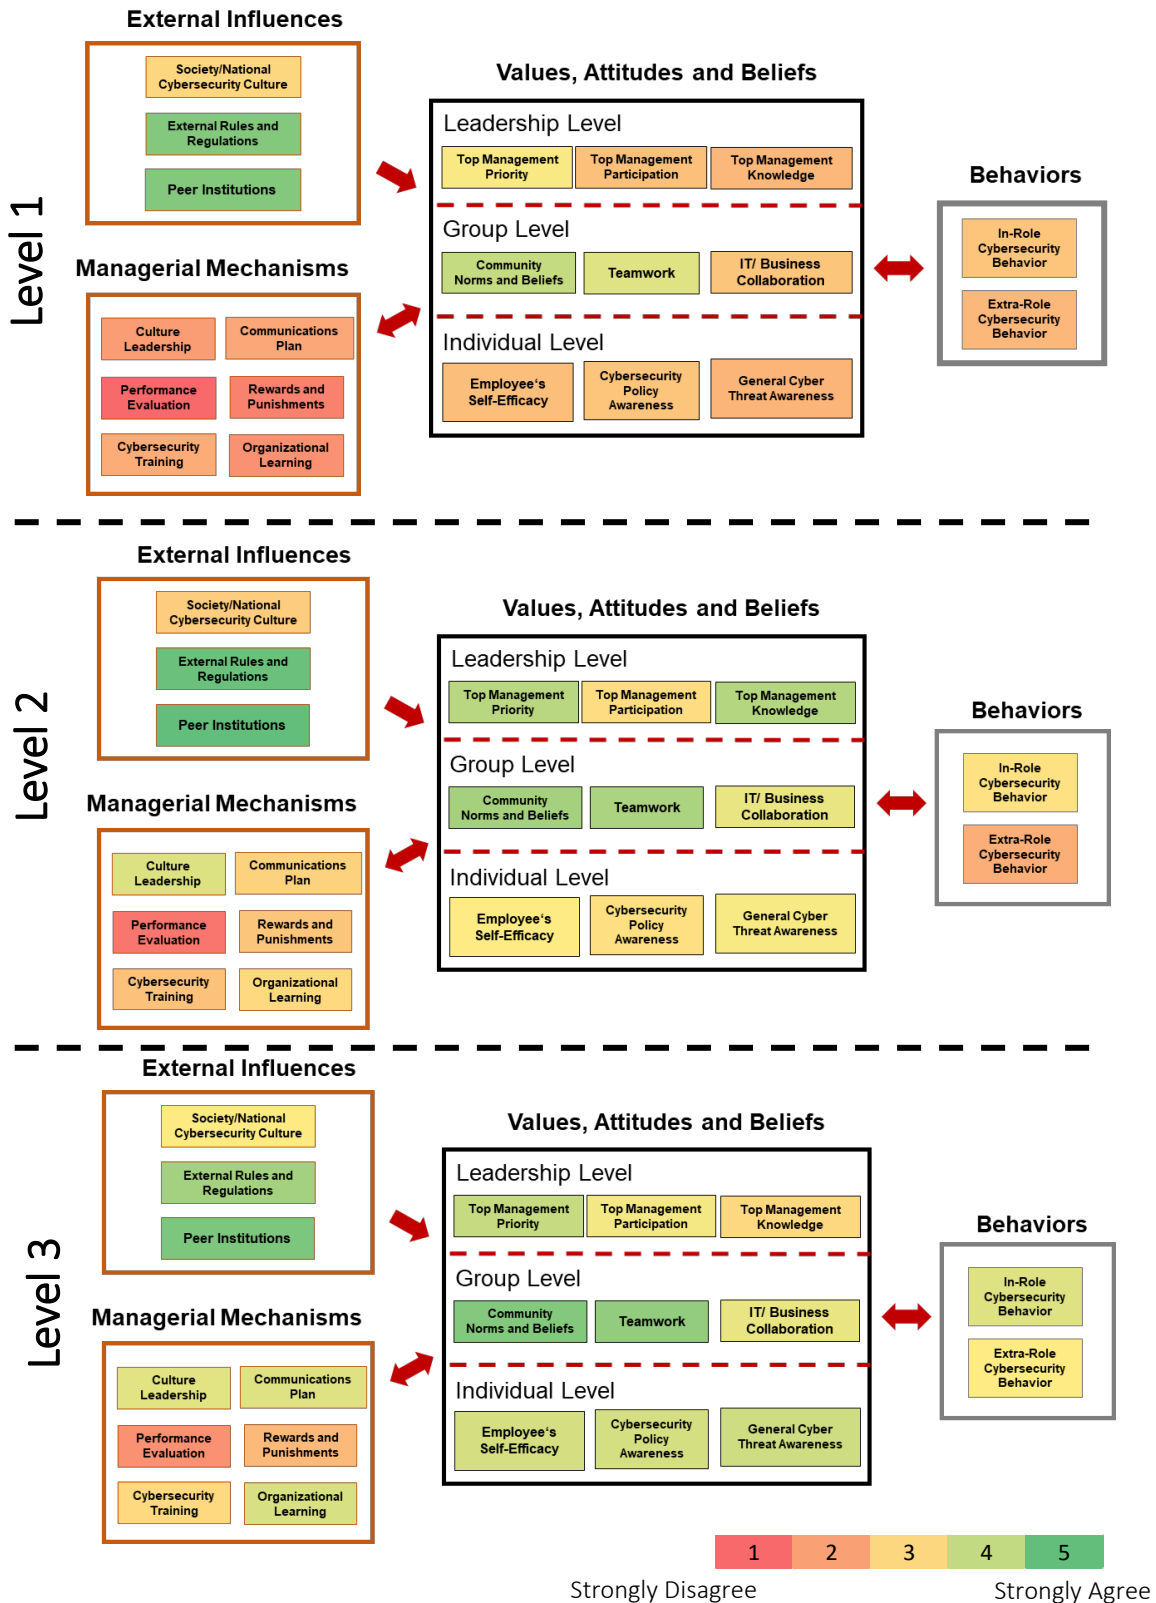 Level 1
External Influences
Society/National
Cybersecurity Culture
External Rules and
Regulations
Peer Institutions
Managerial Mechanisms
Culture
Leadership
Communications
Plan
Performance
Evaluation
Rewards and
Punishments
Cybersecurity
Training
Organizational
Learning
Values, Attitudes and Beliefs
Leadership Level
Top Management
Priority
Top Management
Participation
Top Management
Knowledge
Group Level
Community
Norms and Beliefs
Teamwork
IT/ Business
Collaboration
Individual Level
Employee‘s
Self-Efficacy
Cybersecurity
Policy
Awareness
General Cyber
Threat Awareness
Behaviors
In-Role
Cybersecurity
Behavior
Extra-Role
Cybersecurity
Behavior
Level 2
External Influences
Society/National
Cybersecurity Culture
External Rules and
Regulations
Peer Institutions
Managerial Mechanisms
Culture
Leadership
Communications
Plan
Performance
Evaluation
Rewards and
Punishments
Cybersecurity
Training
Organizational
Learning
Values, Attitudes and Beliefs
Leadership Level
Top Management
Priority
Top Management
Participation
Top Management
Knowledge
Group Level
Community
Norms and Beliefs
Teamwork
IT/ Business
Collaboration
Individual Level
Employee‘s
Self-Efficacy
Cybersecurity
Policy
Awareness
General Cyber
Threat Awareness
Behaviors
In-Role
Cybersecurity
Behavior
Extra-Role
Cybersecurity
Behavior
Level 3
External Influences
Society/National
Cybersecurity Culture
External Rules and
Regulations
Peer Institutions
Managerial Mechanisms
Culture
Leadership
Communications
Plan
Performance
Evaluation
Rewards and
Punishments
Cybersecurity
Training
Organizational
Learning
Values, Attitudes and Beliefs
Leadership Level
Top Management
Priority
Top Management
Participation
Top Management
Knowledge
Group Level
Community
Norms and Beliefs
Teamwork
IT/ Business
Collaboration
Individual Level
Employee‘s
Self-Efficacy
Cybersecurity
Policy
Awareness
General Cyber
Threat Awareness
Behaviors
In-Role
Cybersecurity
Behavior
Extra-Role
Cybersecurity
Behavior
1 2 3 4 5
Strongly Disagree Strongly Agree